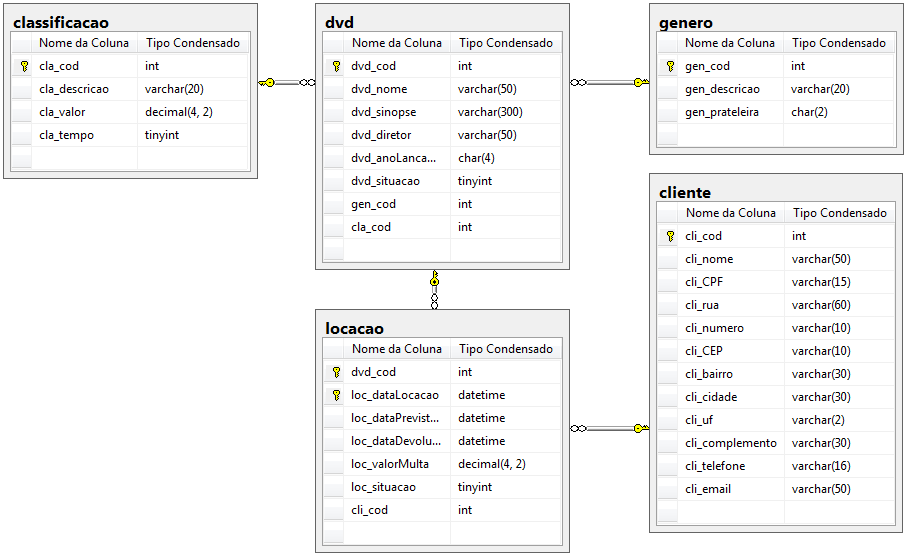 classificacao
Nome da Coluna Tipo Condensado
cla_cod int
cla_descricao varchar(20)
cla_valor decimal(4, 2)
cla_tempo tinyint
dvd
Nome da Coluna Tipo Condensado
dvd_cod int
dvd_nome varchar(50)
dvd_sinopse varchar(300)
dvd_diretor varchar(50)
dvd_anoLanca... char(4)
dvd_situacao tinyint
gen_cod int
cla_cod int
genero
Nome da Coluna Tipo Condensado
gen_cod int
gen_descricao varchar(20)
gen_prateleira char(2)
cliente
Nome da Coluna Tipo Condensado
cli_cod int
cli_nome varchar(50)
cli_CPF varchar(15)
cli_rua varchar(60)
cli_numero varchar(10)
cli_CEP varchar(10)
cli_bairro varchar(30)
cli_cidade varchar(30)
cli_uf varchar(2)
cli_complemento varchar(30)
cli_telefone varchar(16)
cli_email varchar(50)
locacao
Nome da Coluna Tipo Condensado
dvd_cod int
loc_dataLocacao datetime
loc_dataPrevist... datetime
loc_dataDevolu... datetime
loc_valorMulta decimal(4, 2)
loc_situacao tinyint
cli_cod int